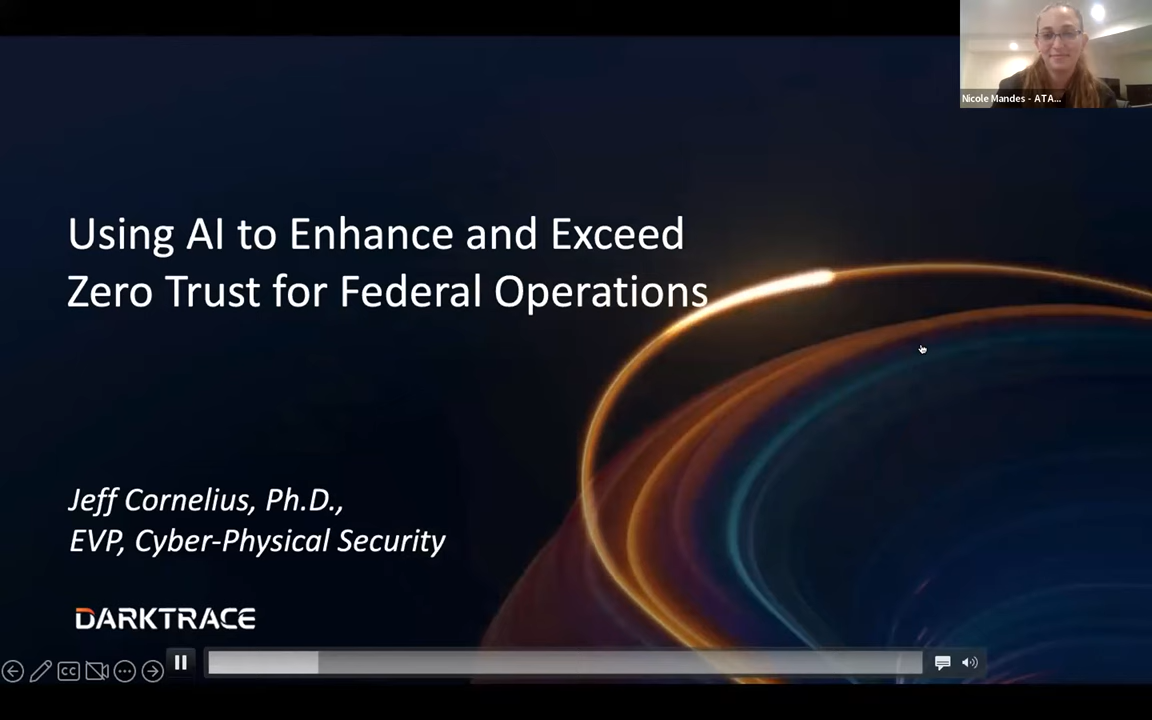 Nicole Mandes - ATA...
Using AI to Enhance and Exceed
Zero Trust for Federal Operations
Jeff Cornelius, Ph.D.,
EVP, Cyber-Physical Security
DARKTRACE
CC